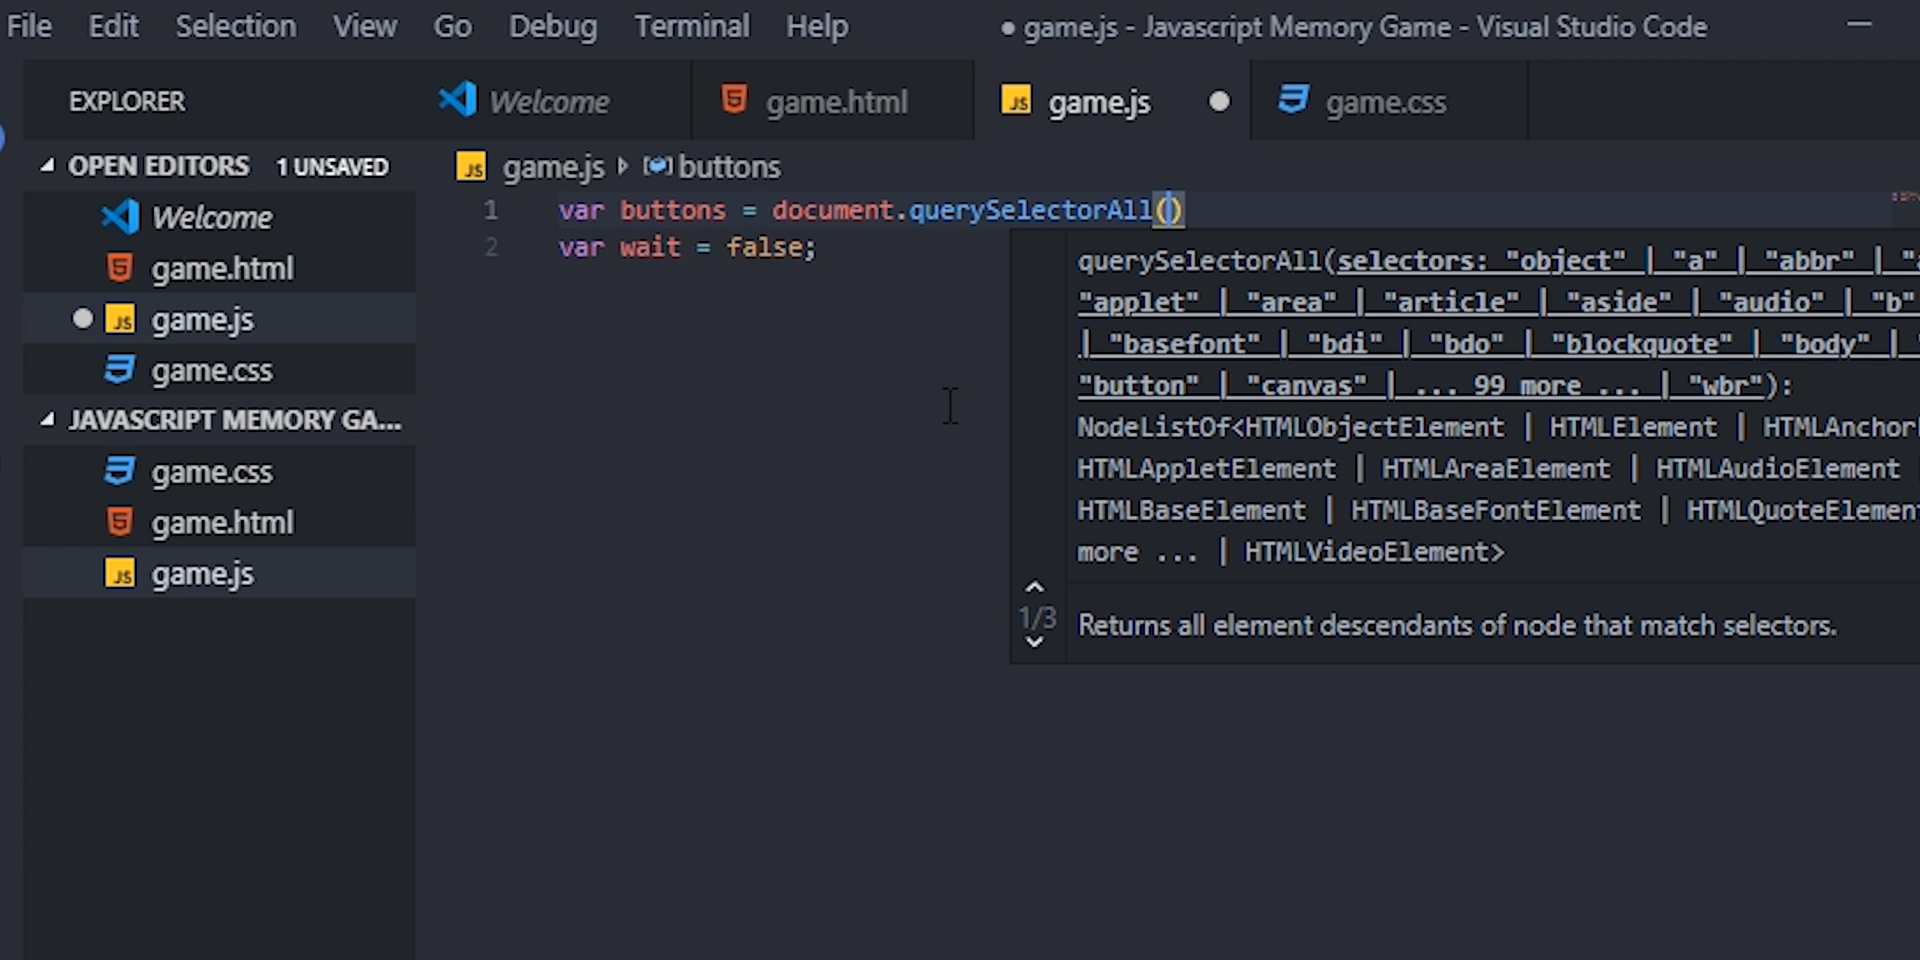 File Edit Selection View Go Debug Terminal Help ● game.js - Javascript Memory Game - Visual Studio Code
EXPLORER
Welcome
game.html
game.js
game.css
OPEN EDITORS 1 UNSAVED
Welcome
game.html
game.js
game.css
JAVASCRIPT MEMORY GA...
game.css
game.html
game.js
game.js buttons
1 var buttons = document.querySelectorAll()
2 var wait = false;
querySelectorAll(selectors: "object" | "a" | "abbr" |
"applet" | "area" | "article" | "aside" | "audio" | "b"
| "basefont" | "bdi" | "bdo" | "blockquote" | "body" |
"button" | "canvas" | ... 99 more ... | "wbr"):
NodeListOf<HTMLObjectElement | HTMLElement | HTMLAnchor
HTMLAppletElement | HTMLAreaElement | HTMLAudioElement
HTMLBaseElement | HTMLBaseFontElement | HTMLQuoteElement
more ... | HTMLVideoElement>
1/3
Returns all element descendants of node that match selectors.